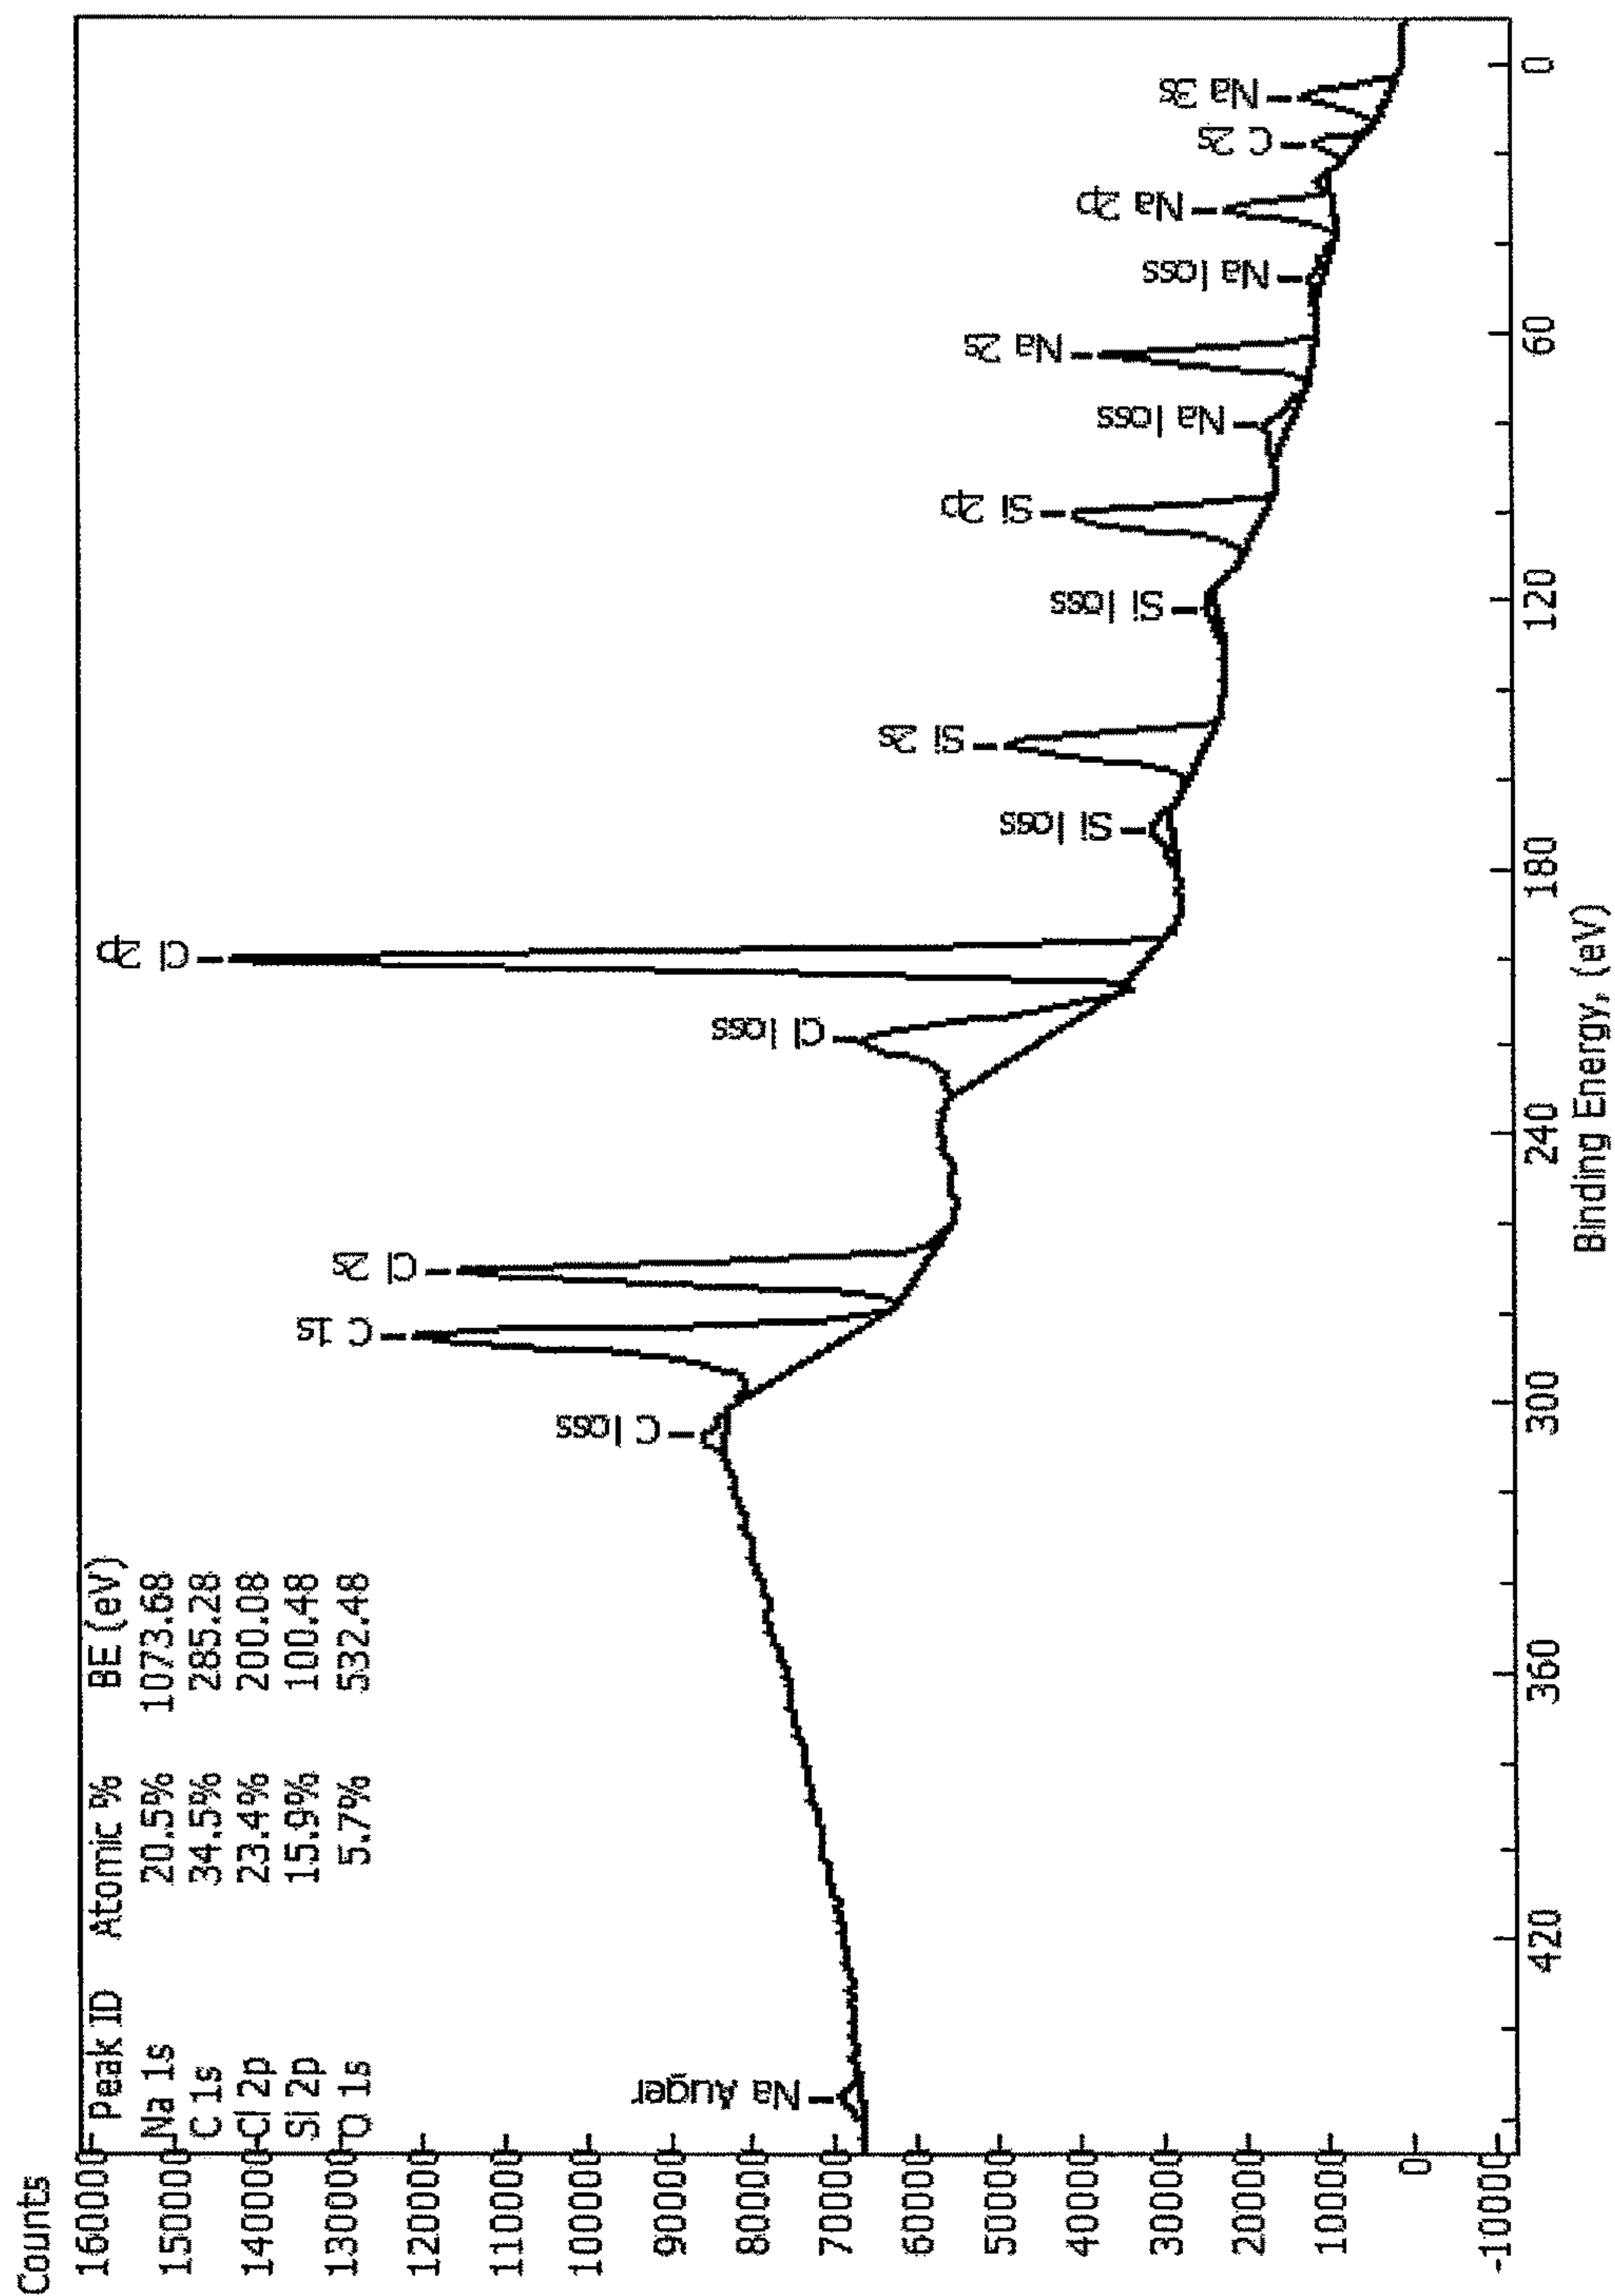 Counts
160000
150000
140000
130000
120000
110000
100000
90000
80000
70000
60000
50000
40000
30000
20000
10000
0
-10000
Peak ID Atomic % BE (eV)
Na 1s 20.5% 1073.68
C 1s 34.5% 285.28
Cl 2p 23.4% 200.08
Si 2p 15.9% 100.48
O 1s 5.7% 532.48
Na Auger
C loss
C 1s
Cl 2s
Cl loss
Cl 2p
Si loss
Si 2s
Si loss
Si 2p
Na loss
Na 2s
Na loss
Na 2p
C 2s
Na 3s
420 360 300 240 180 120 60 0
Binding Energy, (eV)